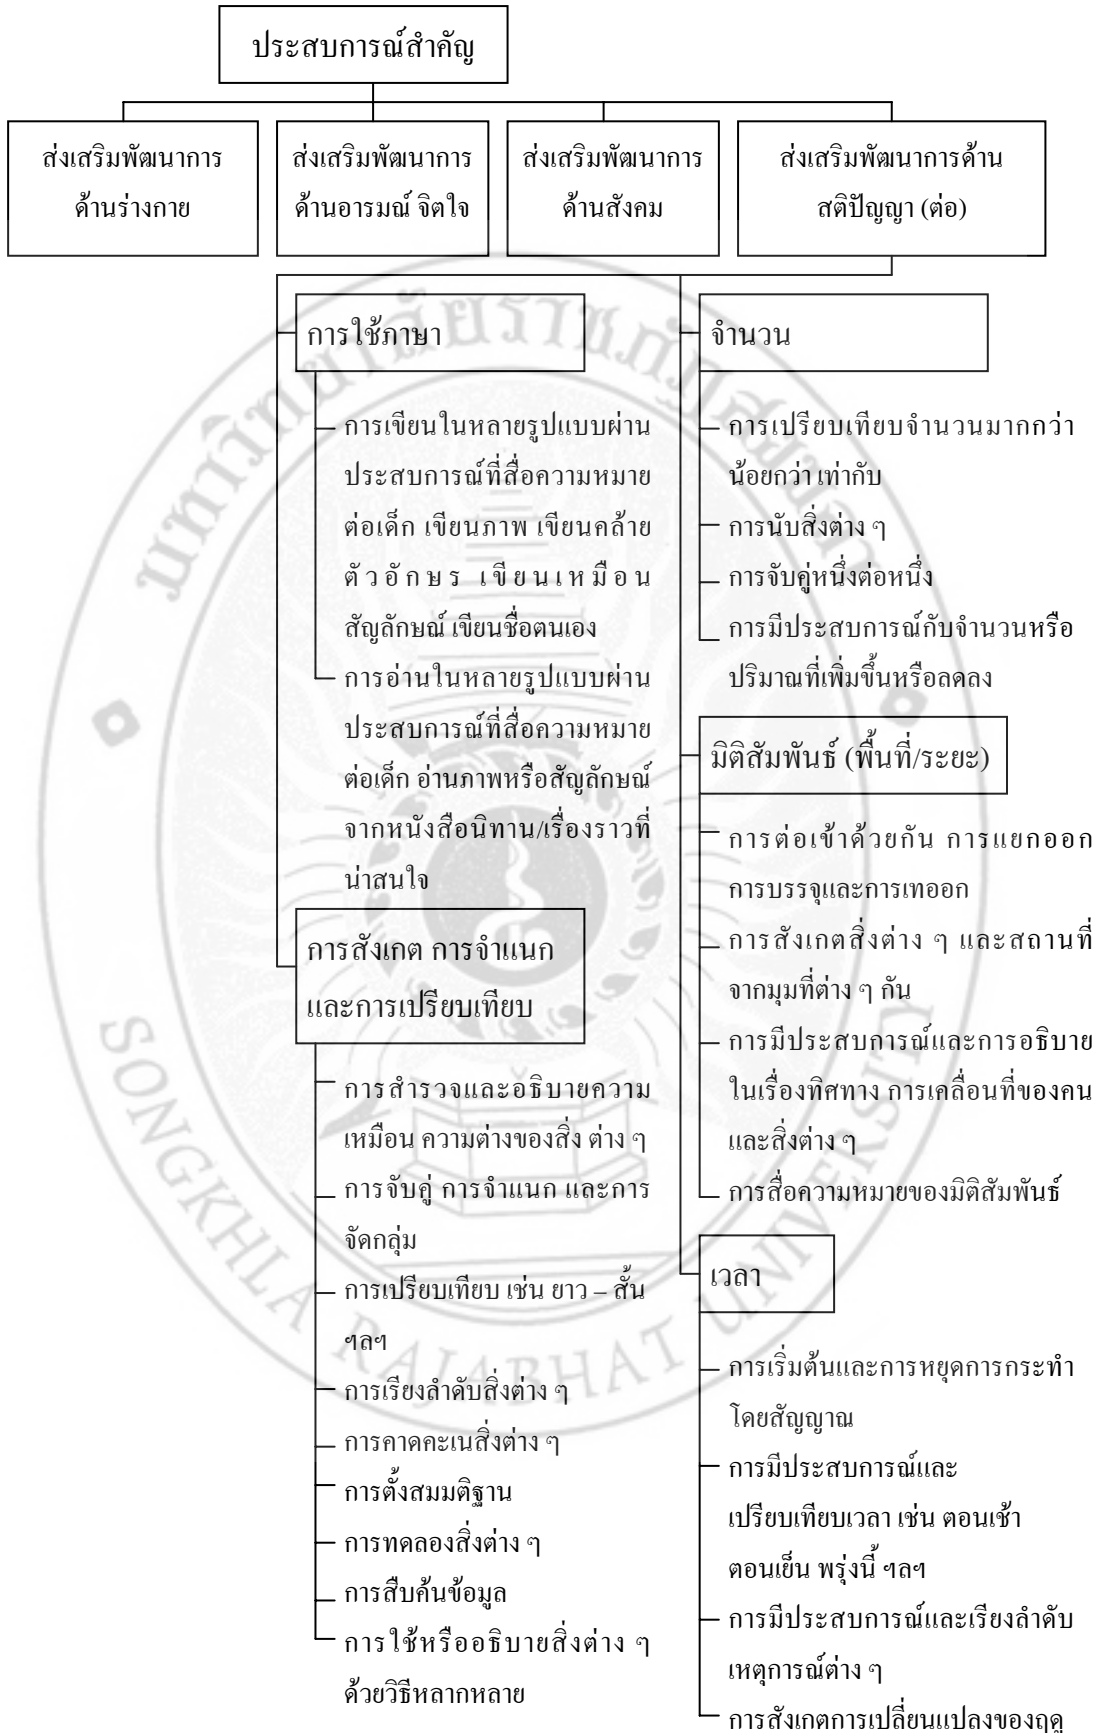 ประสบการณ์สำคัญ
ส่งเสริมพัฒนาการ
ด้านร่างกาย
ส่งเสริมพัฒนาการ
ด้านอารมณ์ จิตใจ
ส่งเสริมพัฒนาการ
ด้านสังคม
ส่งเสริมพัฒนาการด้าน
สติปัญญา (ต่อ)
การใช้ภาษา
การเขียนในหลายรูปแบบผ่าน
ประสบการณ์ที่สื่อความหมาย
ต่อเด็ก เขียนภาพ เขียนคล้าย
ตัวอักษร เขียนเหมือน
สัญลักษณ์ เขียนชื่อตนเอง
การอ่านในหลายรูปแบบผ่าน
ประสบการณ์ที่สื่อความหมาย
ต่อเด็ก อ่านภาพหรือสัญลักษณ์
จากหนังสือนิทาน/เรื่องราวที่
น่าสนใจ
การสังเกต การจำแนก
และการเปรียบเทียบ
การสำรวจและอธิบายความ
เหมือน ความต่างของสิ่ง ต่าง ๆ
การจับคู่ การจำแนก และการ
จัดกลุ่ม
การเปรียบเทียบ เช่น ยาว – สั้น
ฯลฯ
การเรียงลำดับสิ่งต่าง ๆ
การคาดคะเนสิ่งต่าง ๆ
การตั้งสมมติฐาน
การทดลองสิ่งต่าง ๆ
การสืบค้นข้อมูล
การใช้หรืออธิบายสิ่งต่าง ๆ
ด้วยวิธีหลากหลาย
จำนวน
การเปรียบเทียบจำนวนมากกว่า
น้อยกว่า เท่ากับ
การนับสิ่งต่าง ๆ
การจับคู่หนึ่งต่อหนึ่ง
การมีประสบการณ์กับจำนวนหรือ
ปริมาณที่เพิ่มขึ้นหรือลดลง
มิติสัมพันธ์ (พื้นที่/ระยะ)
การต่อเข้าด้วยกัน การแยกออก
การบรรจุและการเทออก
การสังเกตสิ่งต่าง ๆ และสถานที่
จากมุมที่ต่าง ๆ กัน
การมีประสบการณ์และการอธิบาย
ในเรื่องทิศทาง การเคลื่อนที่ของคน
และสิ่งต่าง ๆ
การสื่อความหมายของมิติสัมพันธ์
เวลา
การเริ่มต้นและการหยุดการกระทำ
โดยสัญญาณ
การมีประสบการณ์และ
เปรียบเทียบเวลา เช่น ตอนเช้า
ตอนเย็น พรุ่งนี้ ฯลฯ
การมีประสบการณ์และเรียงลำดับ
เหตุการณ์ต่าง ๆ
การสังเกตการเปลี่ยนแปลงของฤดู
มหาวิทยาลัยราชภัฏสงขลา
SONGKHLA RAJABHAT UNIVERSITY